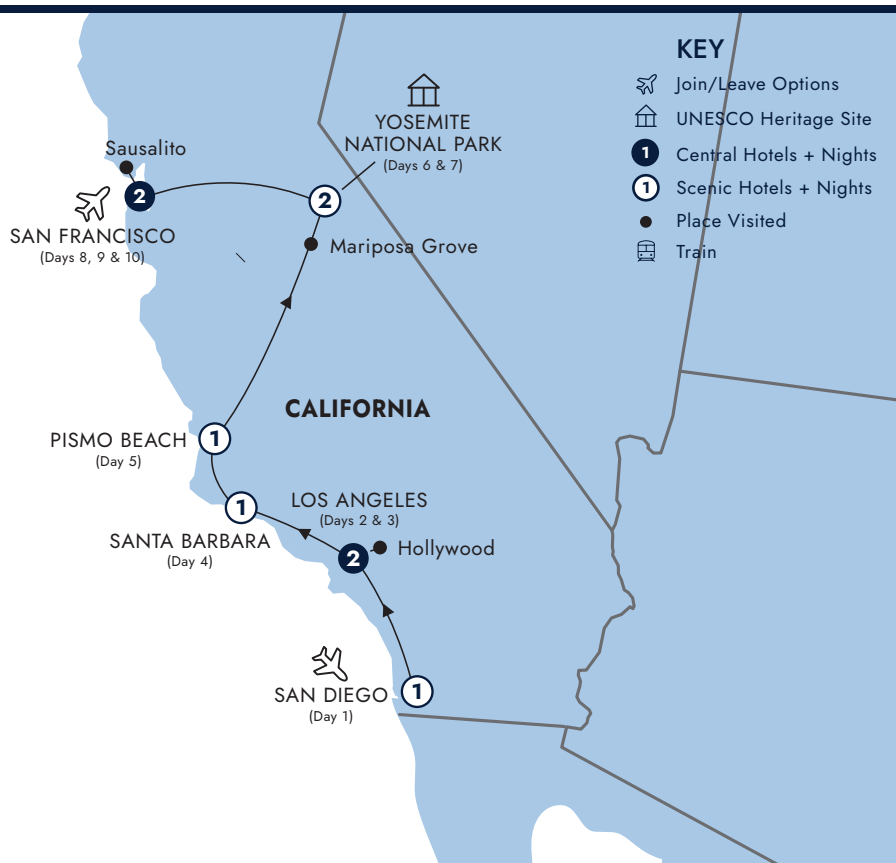 KEY
Join/Leave Options
UNESCO Heritage Site
1 Central Hotels + Nights
1 Scenic Hotels + Nights
Place Visited
Train
YOSEMITE
NATIONAL PARK
(Days 6 & 7)
Sausalito
2
2
SAN FRANCISCO
(Days 8, 9 & 10)
Mariposa Grove
CALIFORNIA
PISMO BEACH
1
(Day 5)
1
LOS ANGELES
(Days 2 & 3)
SANTA BARBARA
(Day 4)
2
Hollywood
SAN DIEGO
1
(Day 1)